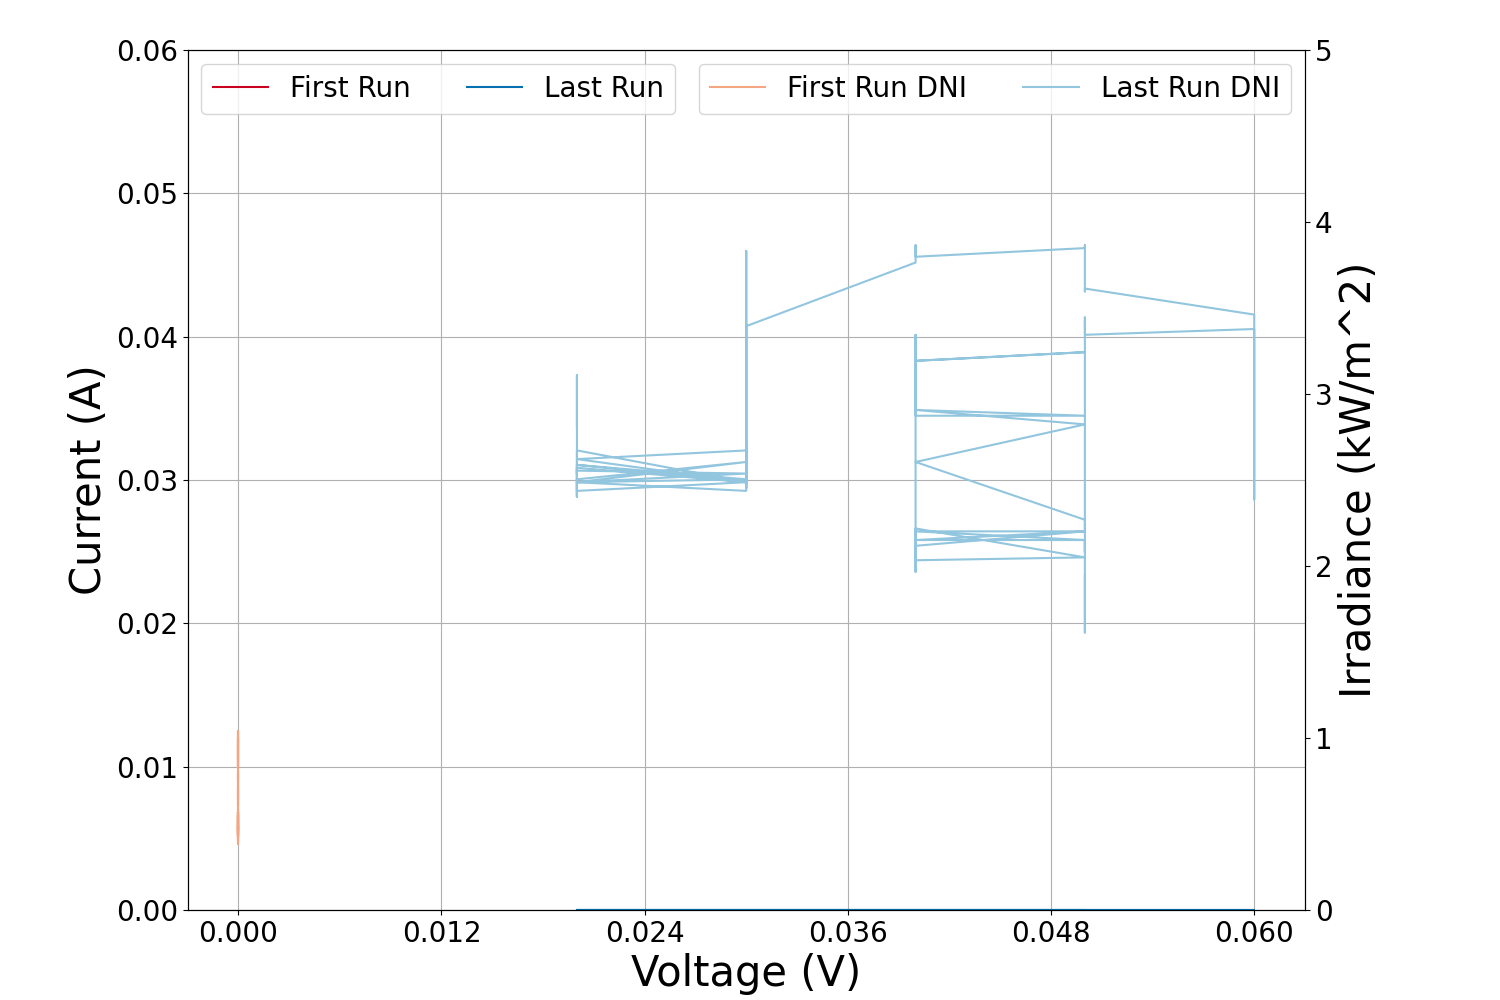 First Run
Last Run
First Run DNI
Last Run DNI
Current (A)
0.06
0.05
0.04
0.03
0.02
0.01
0.00
0.000
0.012
0.024
0.036
0.048
0.060
Voltage (V)
5
4
3
2
1
0
Irradiance (kW/m^2)